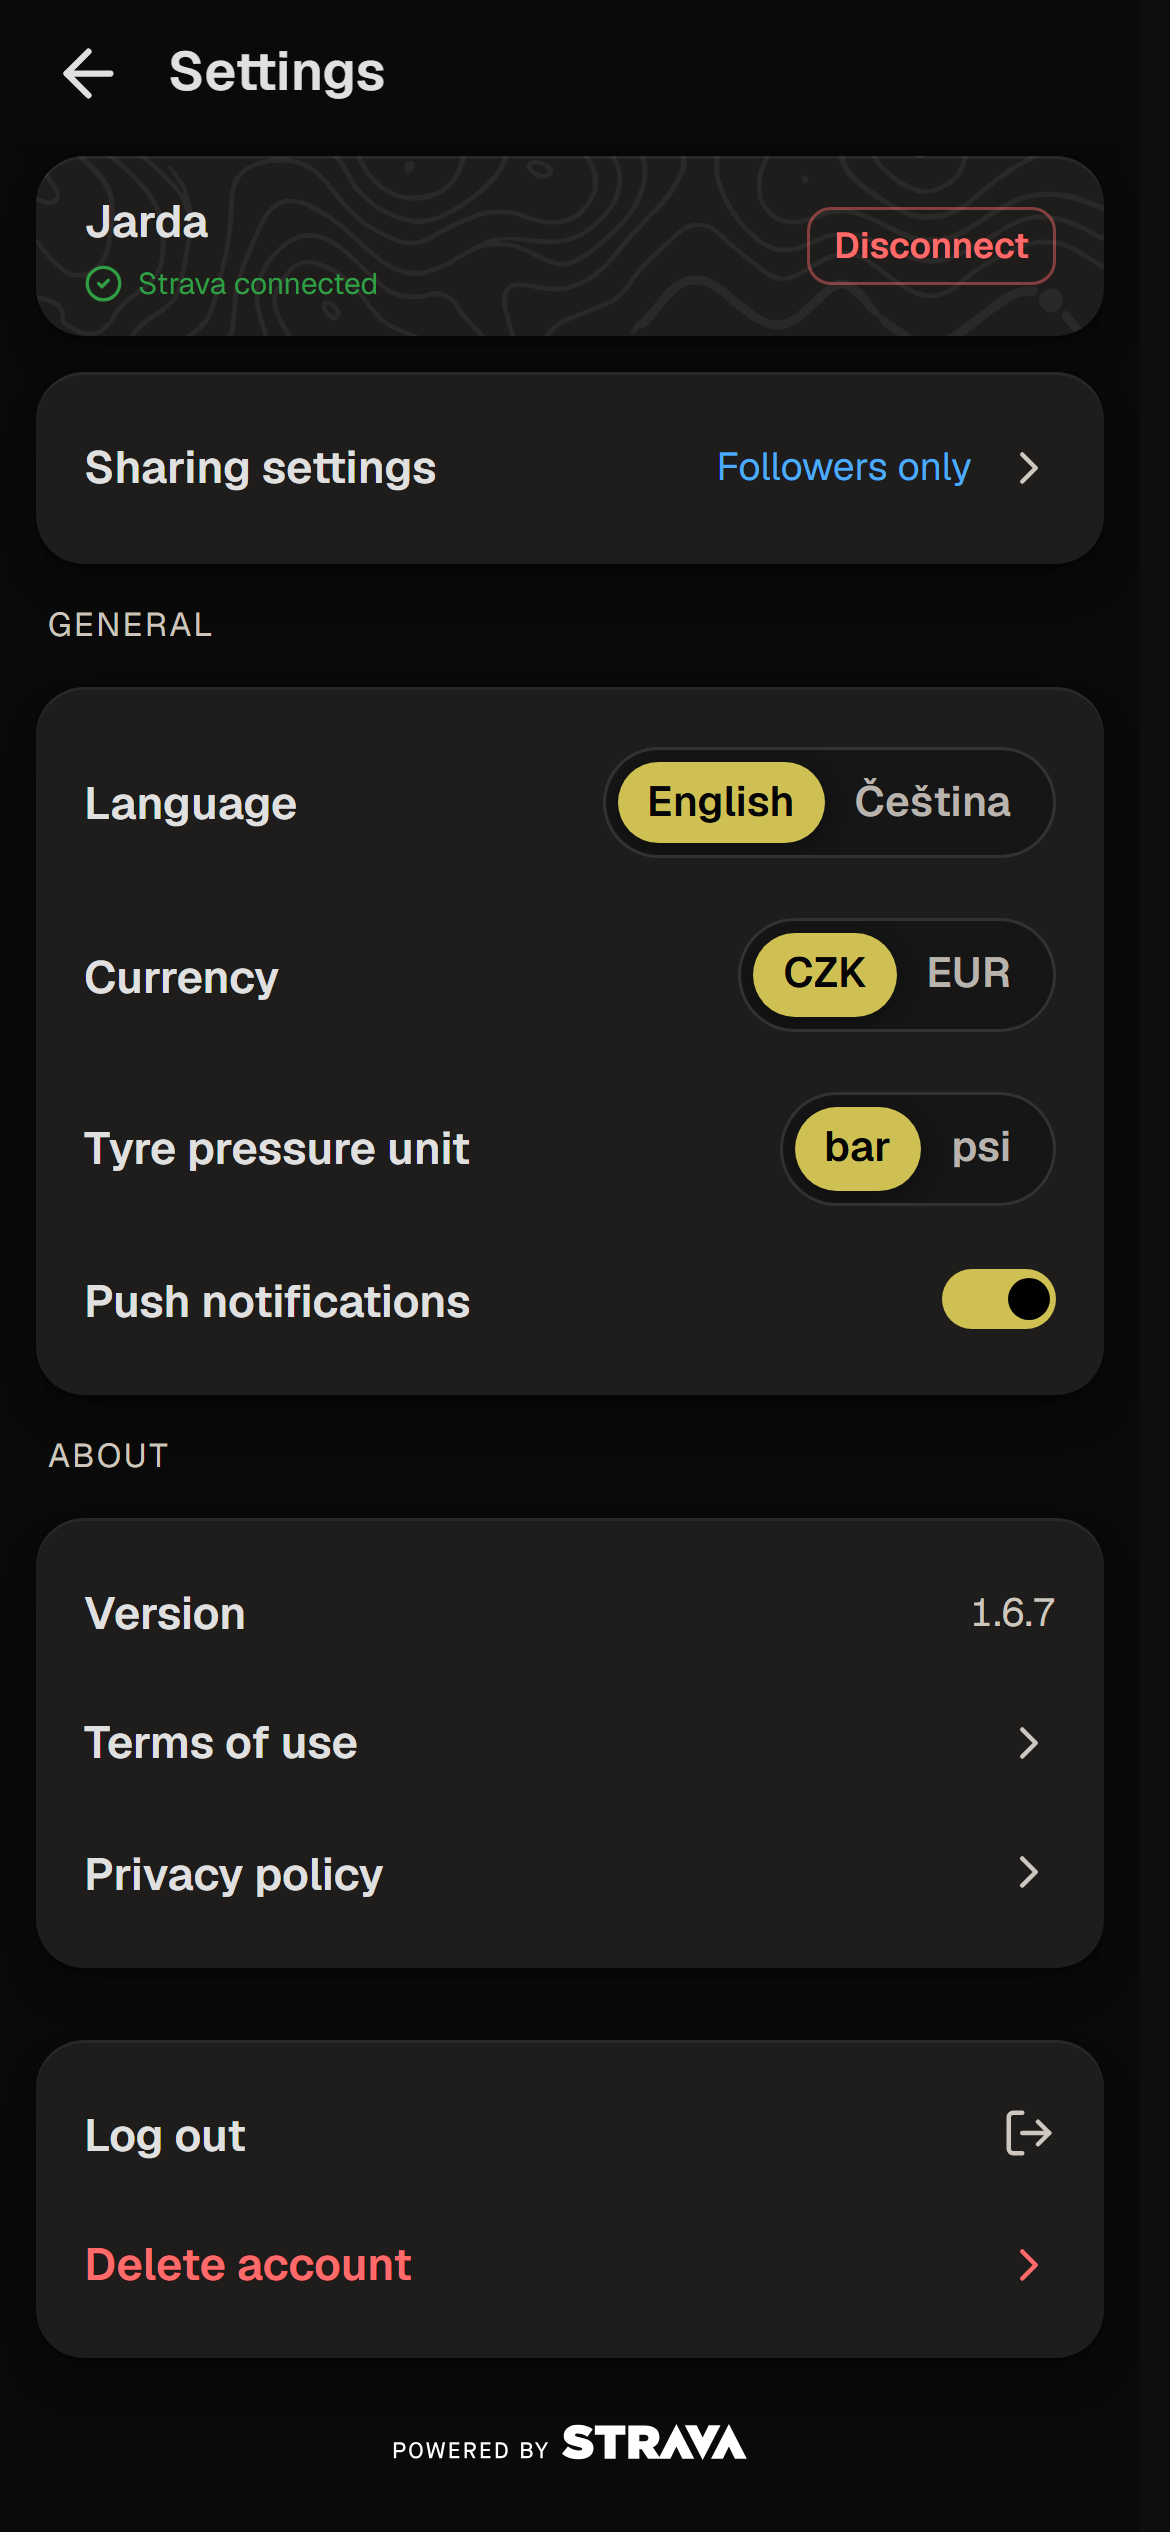 Settings
Jarda
Strava connected
Disconnect
Sharing settings
Followers only
GENERAL
Language
English
Čeština
Currency
CZK
EUR
Tyre pressure unit
bar
psi
Push notifications
ABOUT
Version
1.6.7
Terms of use
Privacy policy
Log out
Delete account
POWERED BY STRAVA